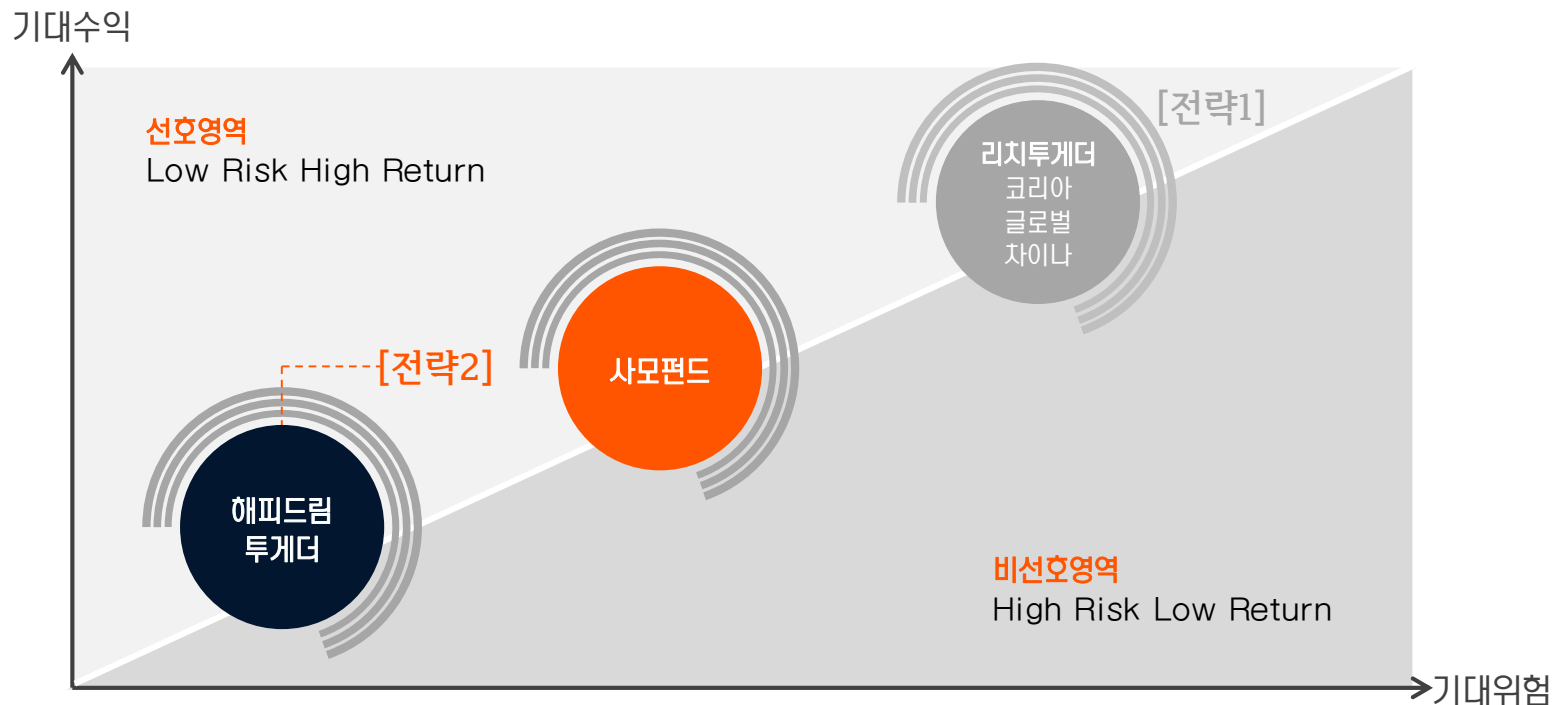 기대수익
선호영역
Low Risk High Return
[전략1]
리치투게더
코리아
글로벌
차이나
사모펀드
[전략2]
해피드림
투게더
비선호영역
High Risk Low Return
기대위험